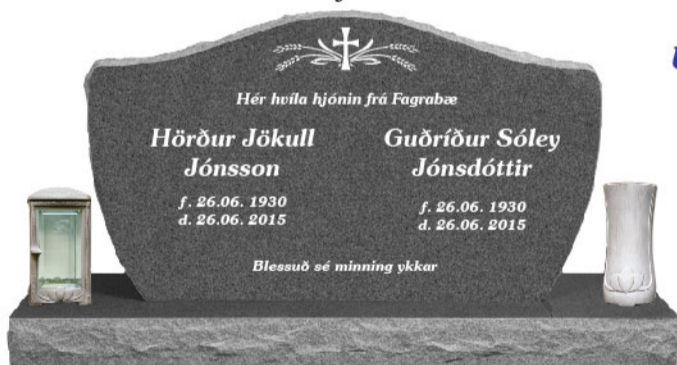 Hér hvíla hjónin frá Fagrabæ
Hörður Jökull
Jónsson
f. 26.06. 1930
d. 26.06. 2015
Guðríður Sóley
Jónsdóttir
f. 26.06. 1930
d. 26.06. 2015
Blessuð sé minning ykkar